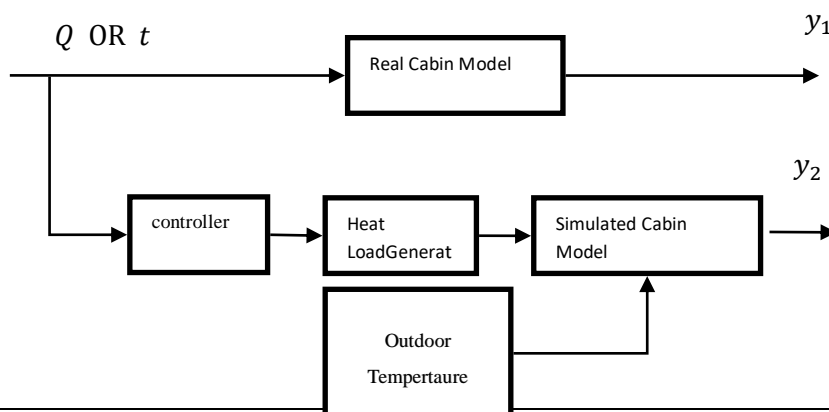 Q OR t
y₁
Real Cabin Model
y₂
controller
Heat
LoadGenerat
Simulated Cabin
Model
Outdoor
Tempertaure